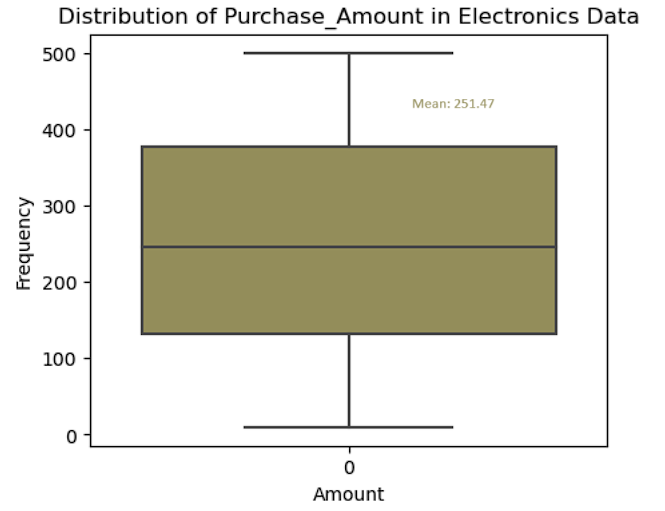 Distribution of Purchase_Amount in Electronics Data
500
Mean: 251.47
400
300
Frequency
200
100
0
0
Amount